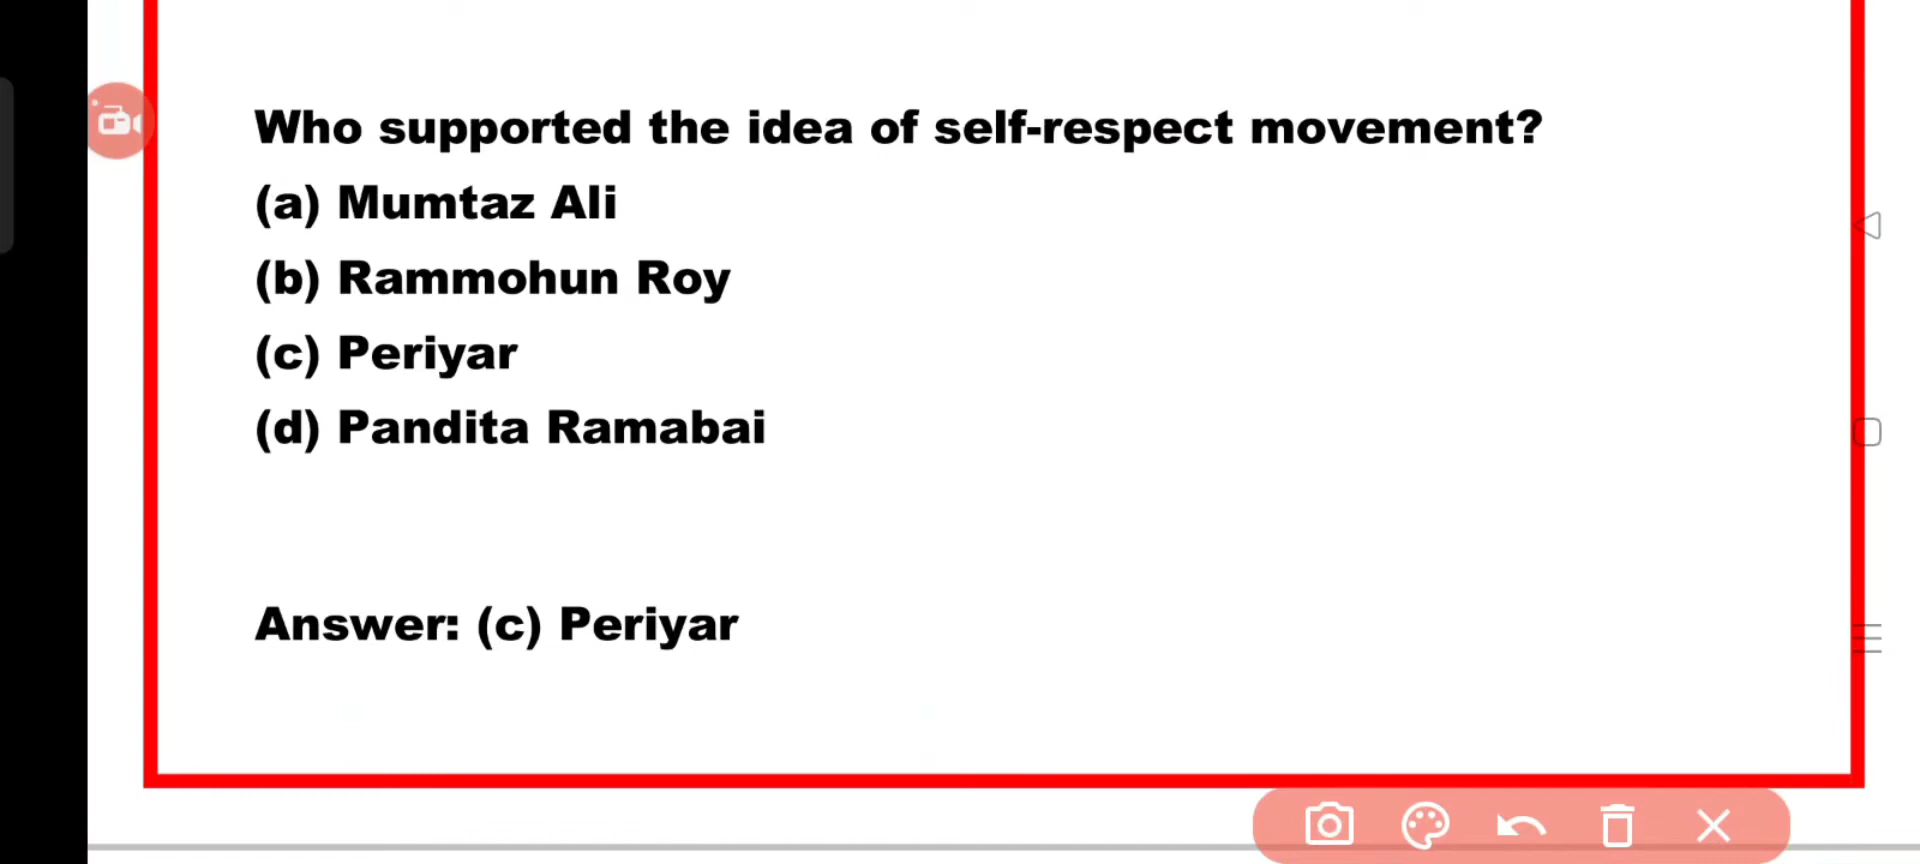 Who supported the idea of self-respect movement?
(a) Mumtaz Ali
(b) Rammohun Roy
(c) Periyar
(d) Pandita Ramabai
Answer: (c) Periyar